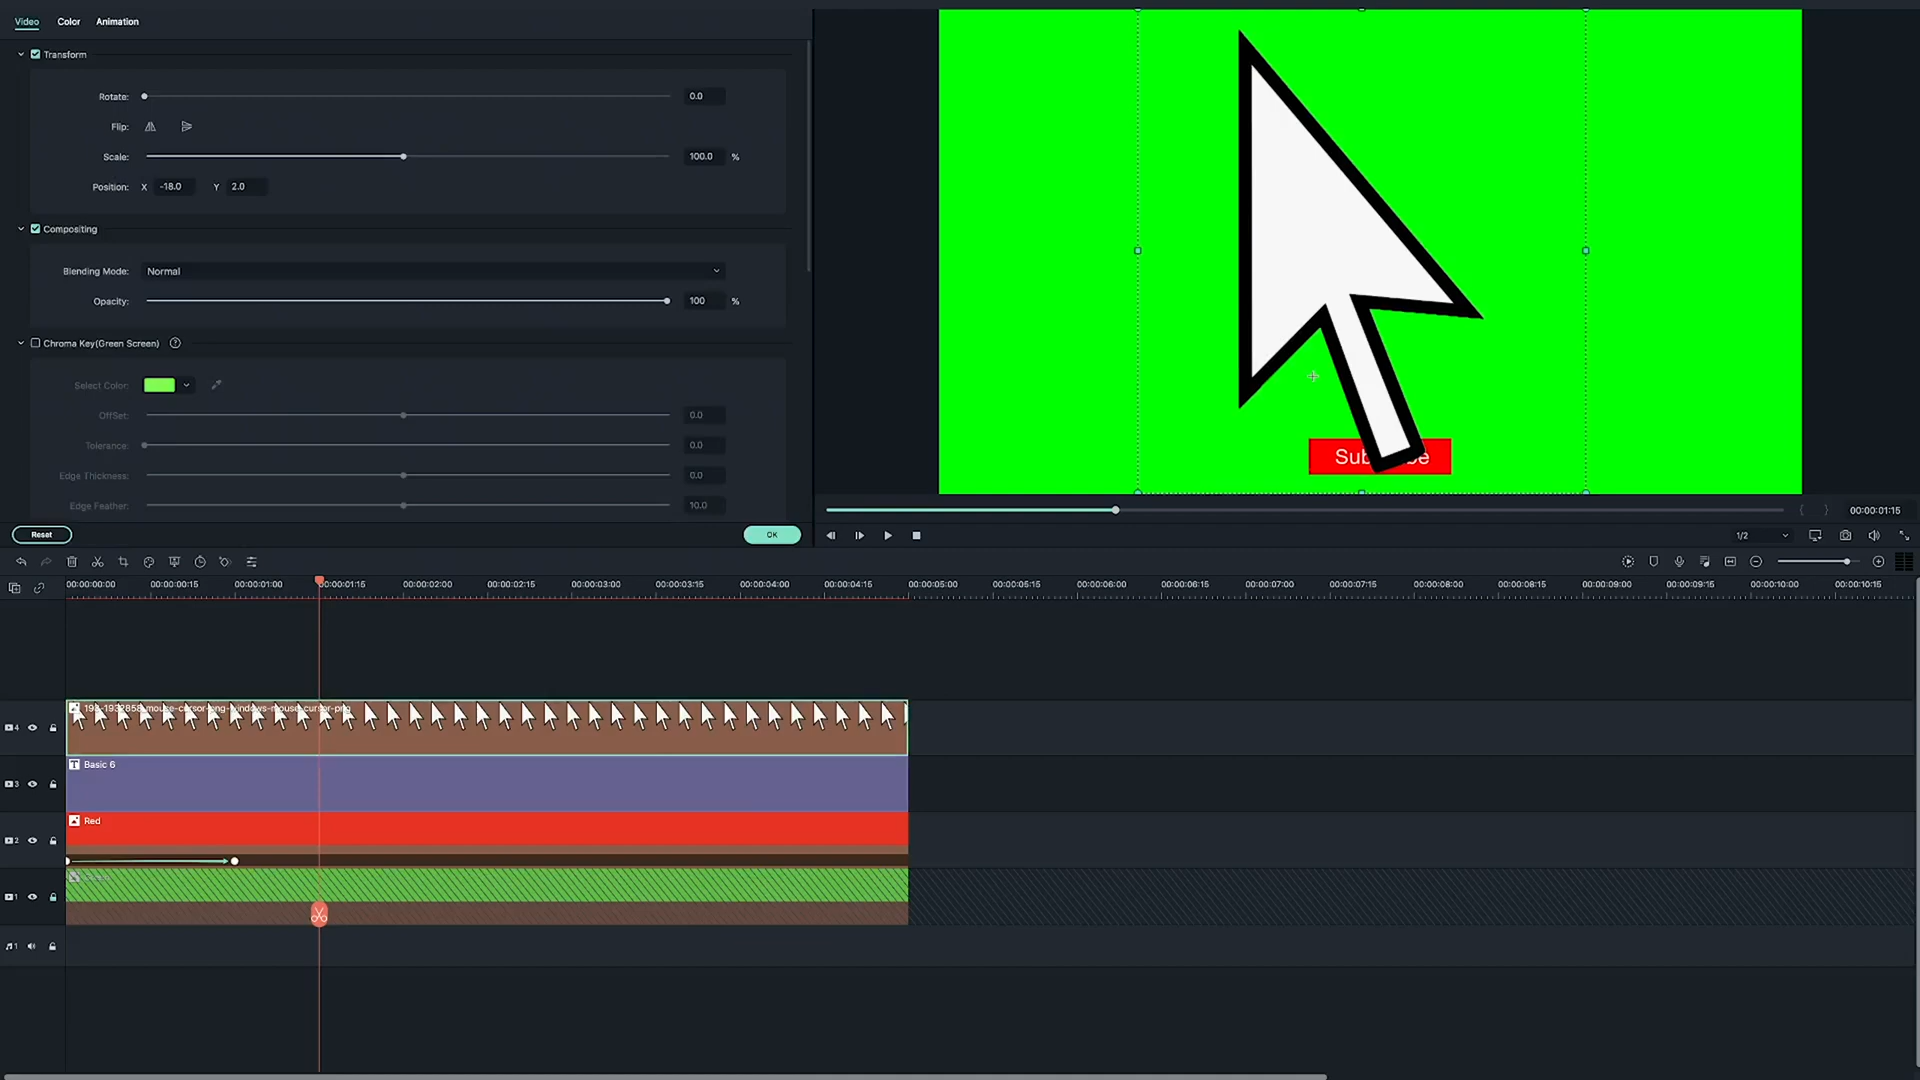 Video Color Animation
Transform
Rotate: 0.0
Flip:
Scale: 100.0 %
Position: X -18.0 Y 2.0
Compositing
Blending Mode: Normal
Opacity: 100 %
Chroma Key(Green Screen)
Select Color:
OffSet: 0.0
Tolerance: 0.0
Edge Thickness: 0.0
Edge Feather: 10.0
Reset OK
00:00:01:15
1/2
00:00:00:00 00:00:00:15 00:00:01:00 00:00:01:15 00:00:02:00 00:00:02:15 00:00:03:00 00:00:03:15 00:00:04:00 00:00:04:15 00:00:05:00 00:00:05:15 00:00:06:00 00:00:06:15 00:00:07:00 00:00:07:15 00:00:08:00 00:00:08:15 00:00:09:00 00:00:09:15 00:00:10:00 00:00:10:15
4
3 Basic 6
2 Red
1
1